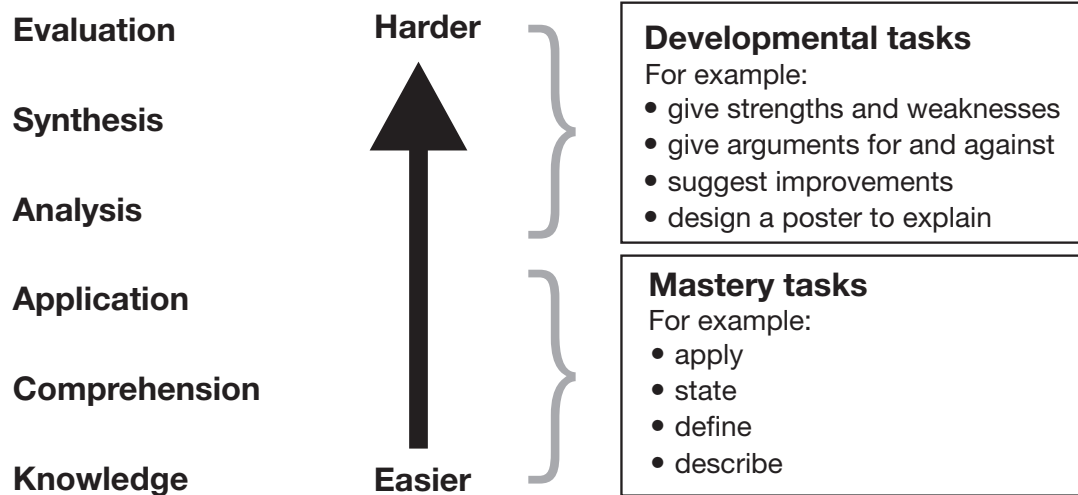 Evaluation
Synthesis
Analysis
Application
Comprehension
Knowledge
Harder
Easier
Developmental tasks
For example:
• give strengths and weaknesses
• give arguments for and against
• suggest improvements
• design a poster to explain
Mastery tasks
For example:
• apply
• state
• define
• describe